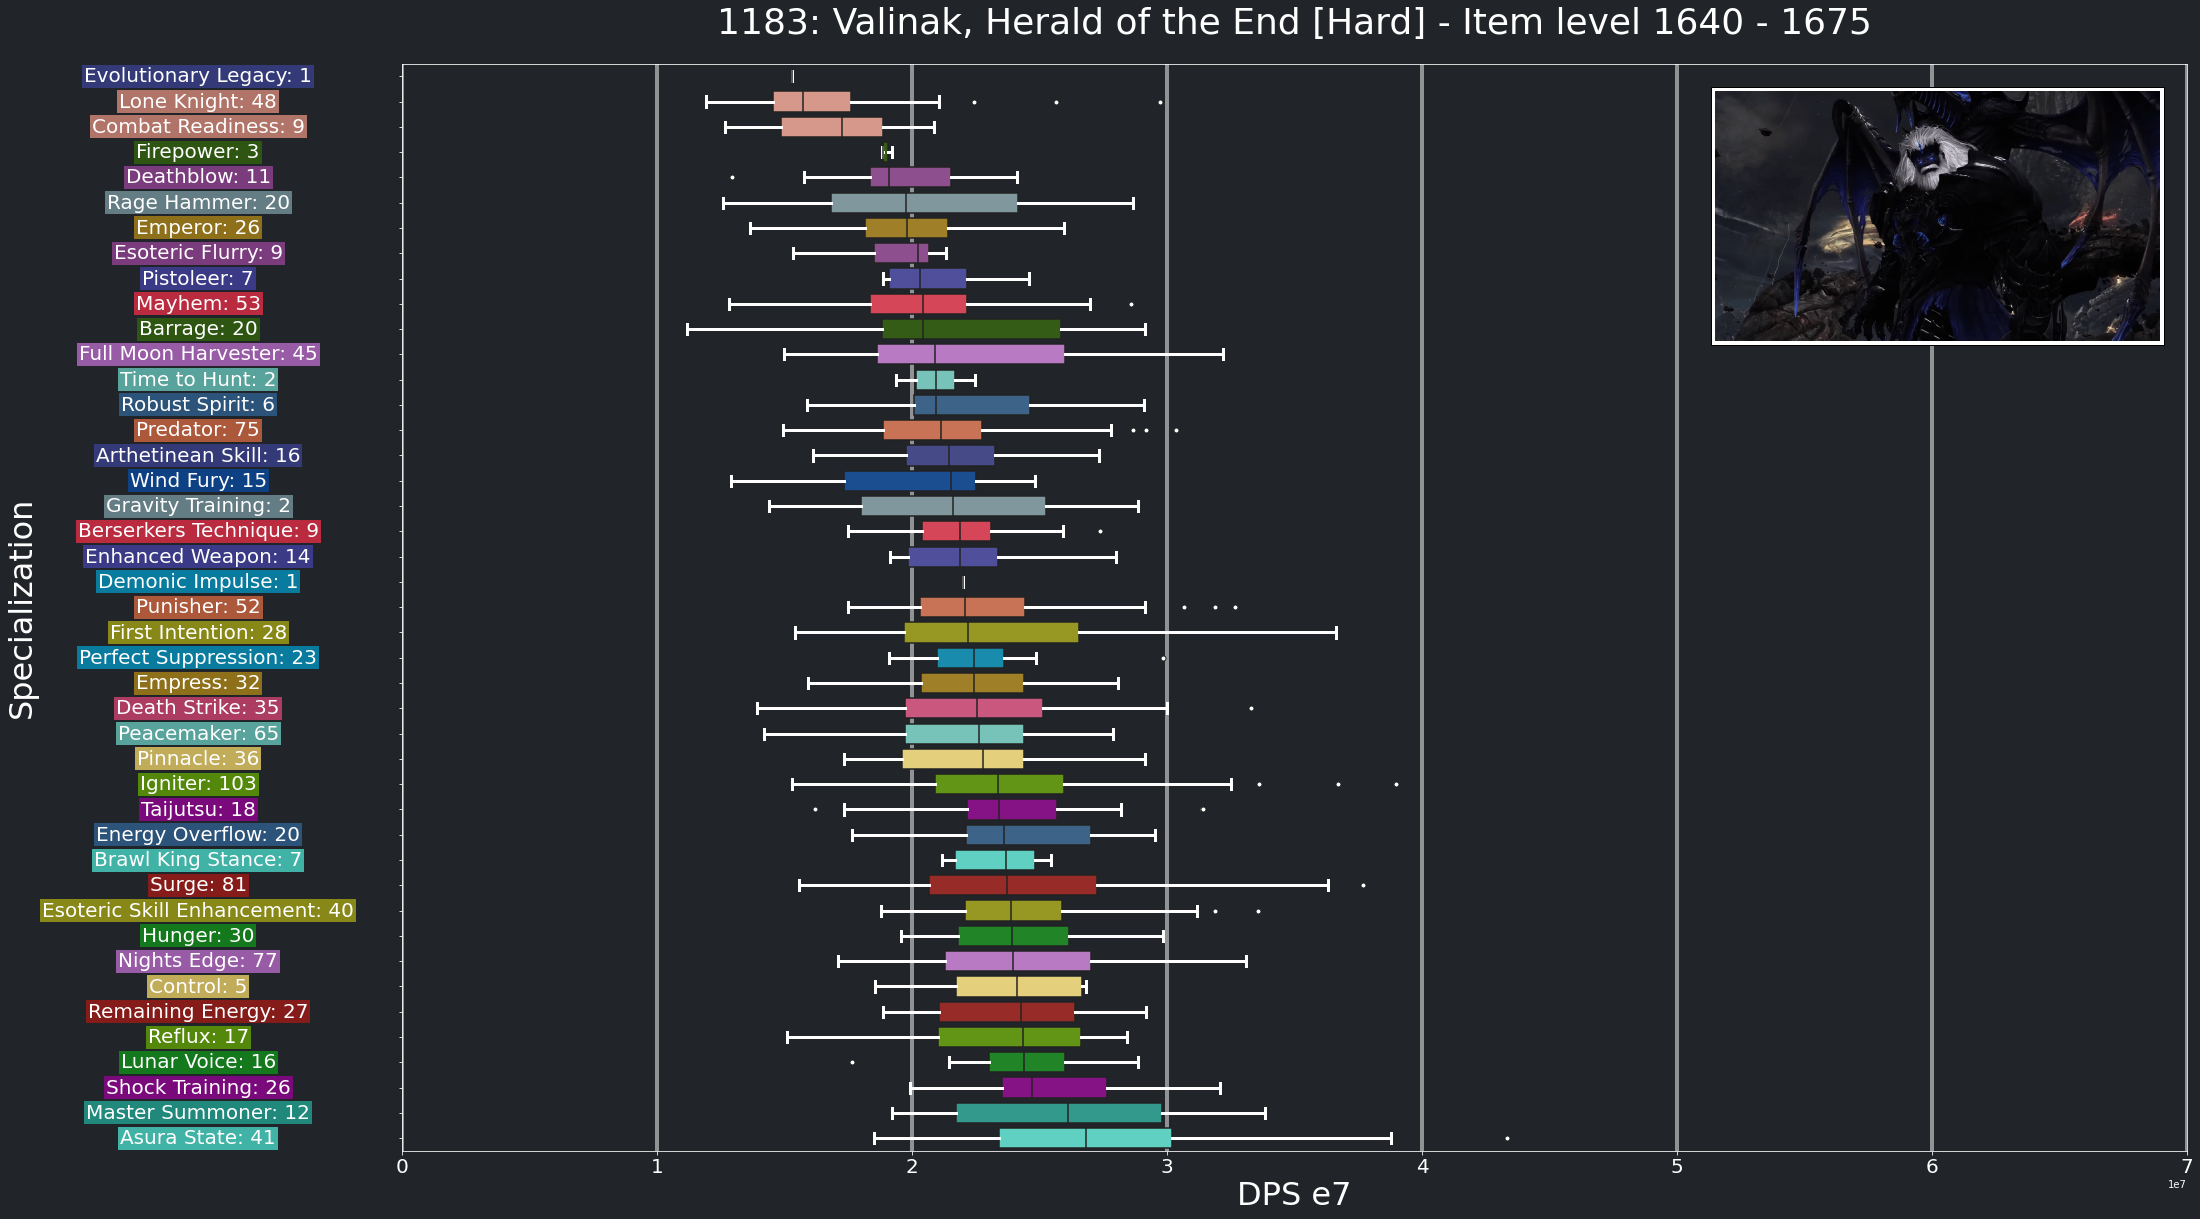 1183: Valinak, Herald of the End [Hard] - Item level 1640 - 1675
Evolutionary Legacy: 1
Lone Knight: 48
Combat Readiness: 9
Firepower: 3
Deathblow: 11
Rage Hammer: 20
Emperor: 26
Esoteric Flurry: 9
Pistoleer: 7
Mayhem: 53
Barrage: 20
Full Moon Harvester: 45
Time to Hunt: 2
Robust Spirit: 6
Predator: 75
Arthetinean Skill: 16
Wind Fury: 15
Gravity Training: 2
Berserkers Technique: 9
Enhanced Weapon: 14
Demonic Impulse: 1
Punisher: 52
First Intention: 28
Perfect Suppression: 23
Empress: 32
Death Strike: 35
Peacemaker: 65
Pinnacle: 36
Igniter: 103
Taijutsu: 18
Energy Overflow: 20
Brawl King Stance: 7
Surge: 81
Esoteric Skill Enhancement: 40
Hunger: 30
Nights Edge: 77
Control: 5
Remaining Energy: 27
Reflux: 17
Lunar Voice: 16
Shock Training: 26
Master Summoner: 12
Asura State: 41
Specialization
0 1 2 3 4 5 6 7
1e7
DPS e7